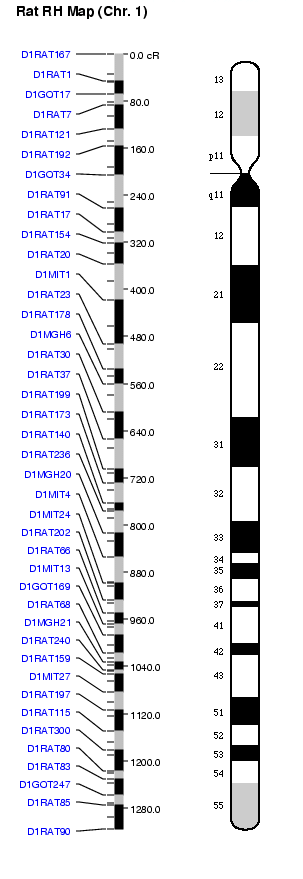 Rat RH Map (Chr. 1)
D1RAT167
D1RAT1
D1GOT17
D1RAT7
D1RAT121
D1RAT192
D1GOT34
D1RAT91
D1RAT17
D1RAT154
D1RAT20
D1MIT1
D1RAT23
D1RAT178
D1MGH6
D1RAT30
D1RAT37
D1RAT199
D1RAT173
D1RAT140
D1RAT236
D1MGH20
D1MIT4
D1MIT24
D1RAT202
D1RAT66
D1MIT13
D1GOT169
D1RAT68
D1MGH21
D1RAT240
D1RAT159
D1MIT27
D1RAT197
D1RAT115
D1RAT300
D1RAT80
D1RAT83
D1GOT247
D1RAT85
D1RAT90
0.0 cR
80.0
160.0
240.0
320.0
400.0
480.0
560.0
640.0
720.0
800.0
880.0
960.0
1040.0
1120.0
1200.0
1280.0
13
12
p11
q11
12
21
22
31
32
33
34
35
36
37
41
42
43
51
52
53
54
55